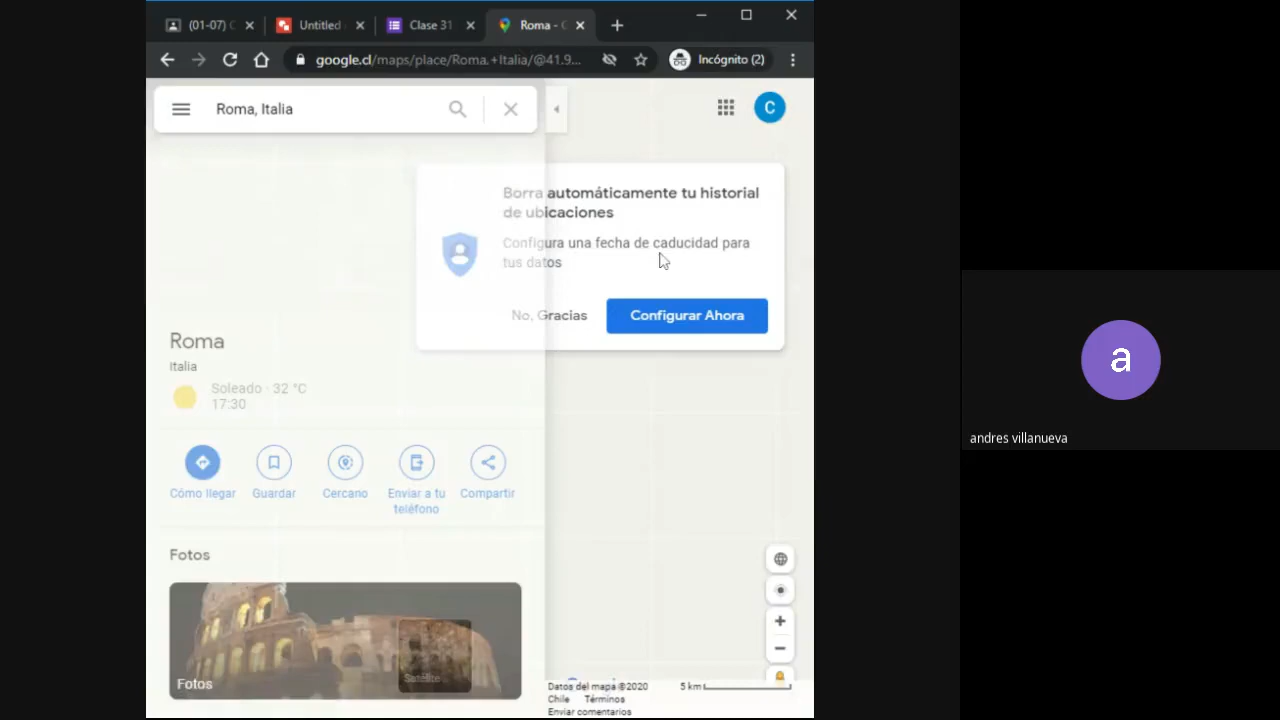 (01-07) C
Untitled
Clase 31
Roma - G
google.cl/maps/place/Roma,+Italia/@41.9...
Incógnito (2)
Roma, Italia
C
Borra automáticamente tu historial
de ubicaciones
Configura una fecha de caducidad para
tus datos
No, Gracias
Configurar Ahora
Roma
Italia
Soleado · 32 °C
17:30
Cómo llegar
Guardar
Cercano
Enviar a tu
teléfono
Compartir
Fotos
Fotos
Satélite
Datos del mapa ©2020
5 km
Chile
Términos
Enviar comentarios
a
andres villanueva